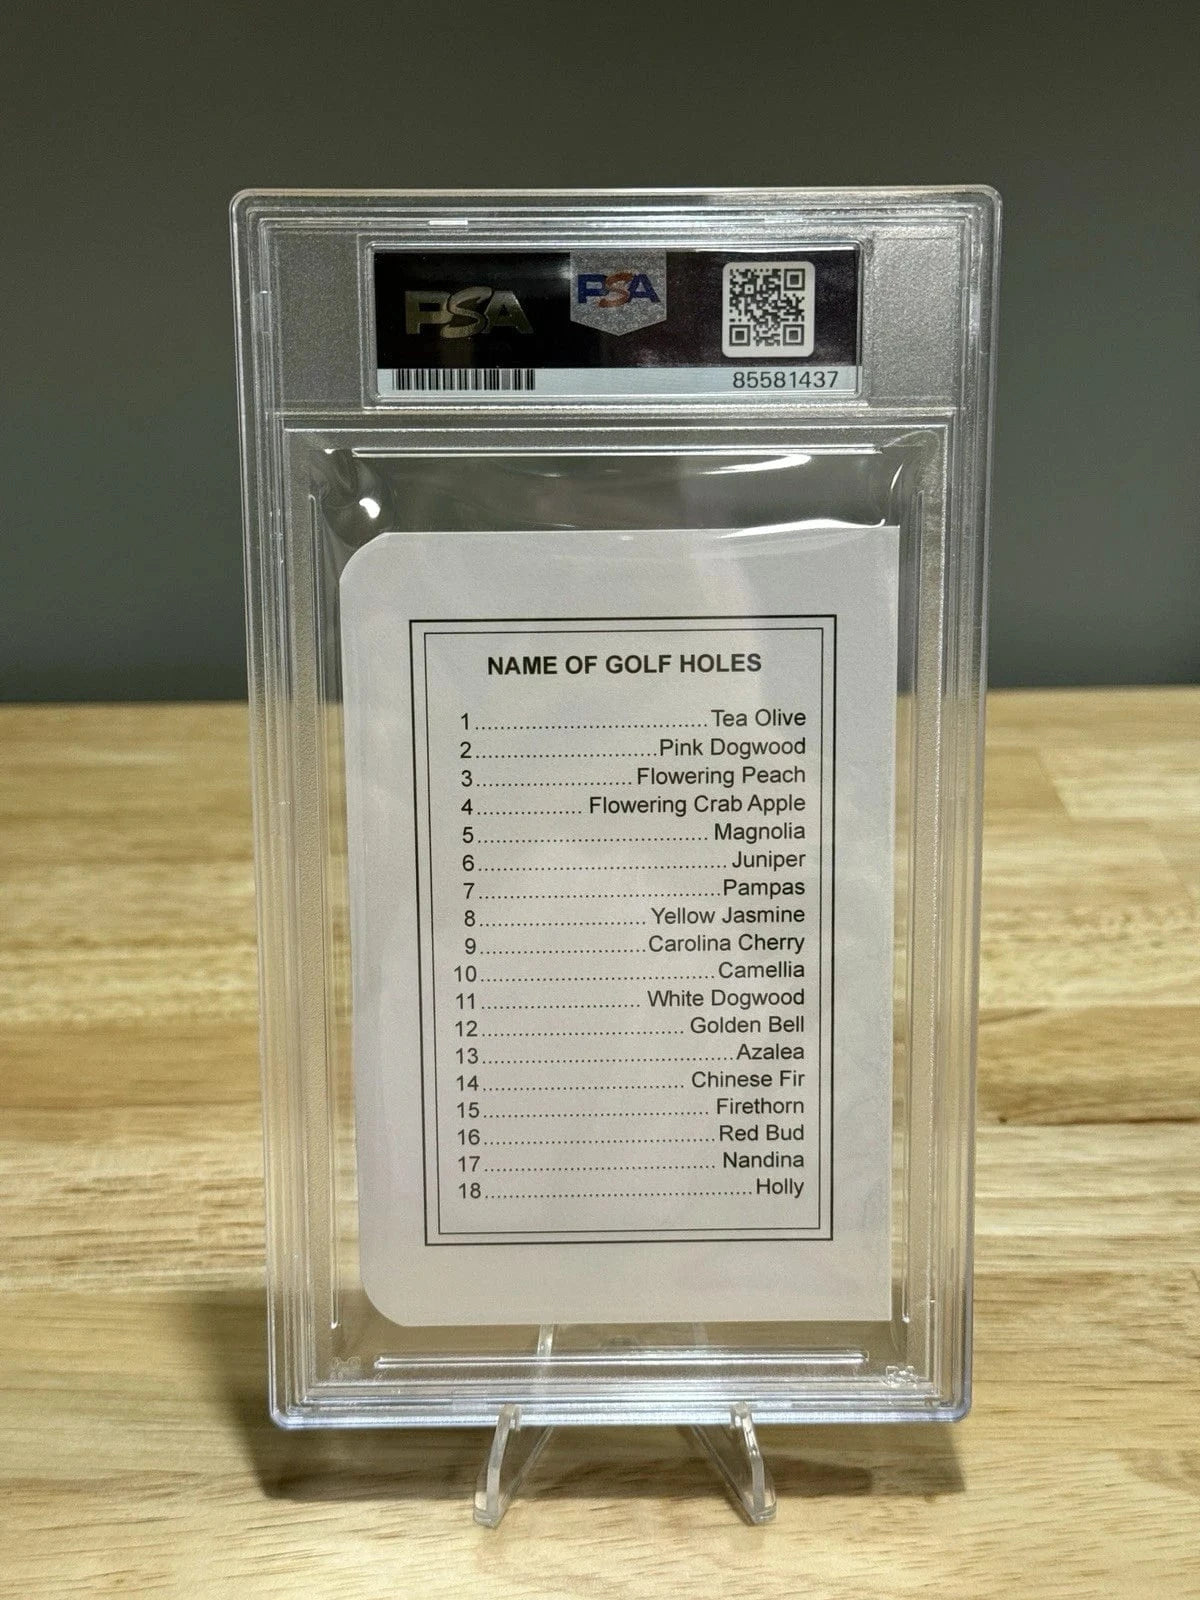 PSA PSA
85581437
NAME OF GOLF HOLES
1.................................Tea Olive
2..........................Pink Dogwood
3......................Flowering Peach
4............... Flowering Crab Apple
5.................................Magnolia
6....................................Juniper
7...................................Pampas
8........................Yellow Jasmine
9........................Carolina Cherry
10..................................Camellia
11.......................White Dogwood
12.............................Golden Bell
13....................................Azalea
14.............................Chinese Fir
15................................Firethorn
16.................................Red Bud
17.................................Nandina
18.......................................Holly